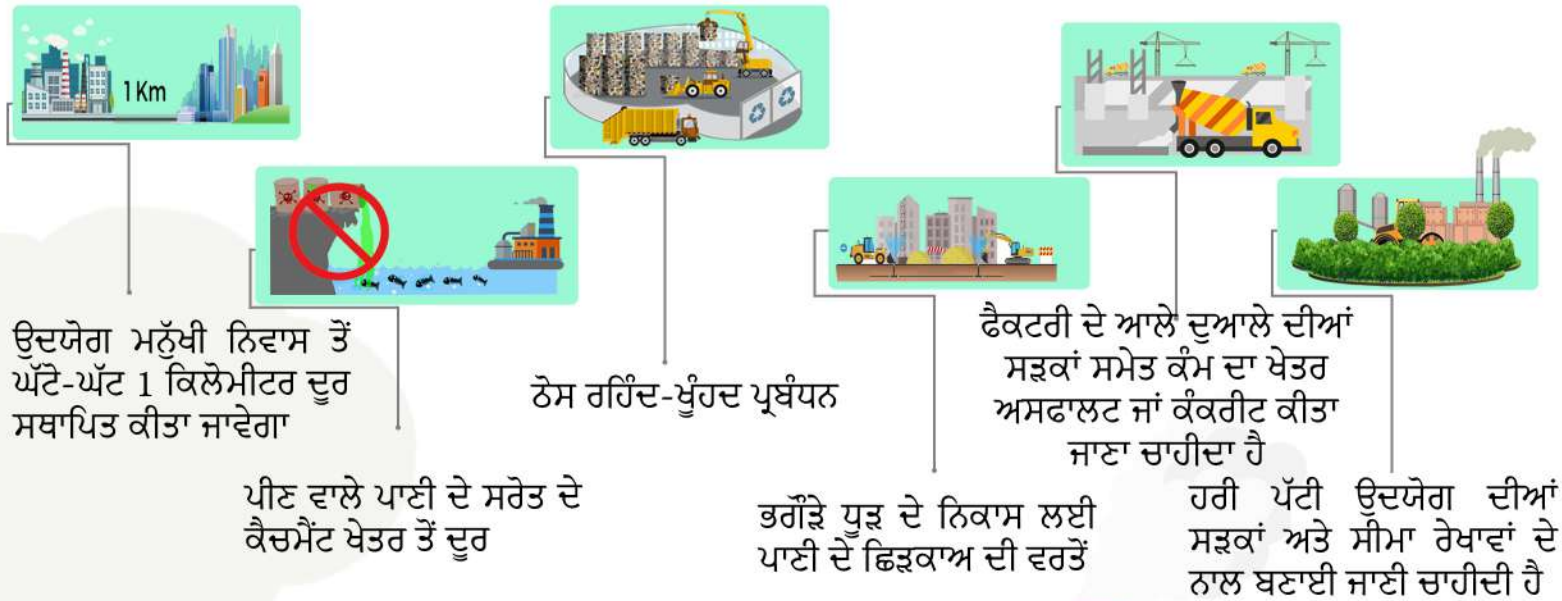 1 Km
ਉਦਯੋਗ ਮਨੁੱਖੀ ਨਿਵਾਸ ਤੋਂ
ਘੱਟੋ-ਘੱਟ 1 ਕਿਲੋਮੀਟਰ ਦੂਰ
ਸਥਾਪਿਤ ਕੀਤਾ ਜਾਵੇਗਾ
ਪੀਣ ਵਾਲੇ ਪਾਣੀ ਦੇ ਸਰੋਤ ਦੇ
ਕੈਚਮੈਂਟ ਖੇਤਰ ਤੋਂ ਦੂਰ
ਠੋਸ ਰਹਿੰਦ-ਖੂੰਹਦ ਪ੍ਰਬੰਧਨ
ਭਗੌੜੇ ਧੂੜ ਦੇ ਨਿਕਾਸ ਲਈ
ਪਾਣੀ ਦੇ ਛਿੜਕਾਅ ਦੀ ਵਰਤੋਂ
ਫੈਕਟਰੀ ਦੇ ਆਲੇ ਦੁਆਲੇ ਦੀਆਂ
ਸੜਕਾਂ ਸਮੇਤ ਕੰਮ ਦਾ ਖੇਤਰ
ਅਸਫਾਲਟ ਜਾਂ ਕੰਕਰੀਟ ਕੀਤਾ
ਜਾਣਾ ਚਾਹੀਦਾ ਹੈ
ਹਰੀ ਪੱਟੀ ਉਦਯੋਗ ਦੀਆਂ
ਸੜਕਾਂ ਅਤੇ ਸੀਮਾ ਰੇਖਾਵਾਂ ਦੇ
ਨਾਲ ਬਣਾਈ ਜਾਣੀ ਚਾਹੀਦੀ ਹੈ